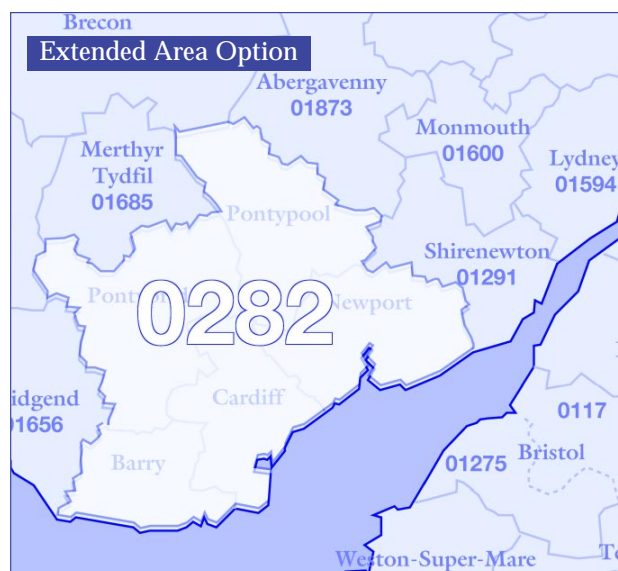 Brecon
Extended Area Option
Abergavenny
01873
Monmouth
01600
Merthyr
Tydfil
01685
Lydney
01594
Pontypool
Shirenewton
01291
0282
Newport
Cardiff
idgend
01656
0117
Barry
01275
Bristol
Weston-Super-Mare